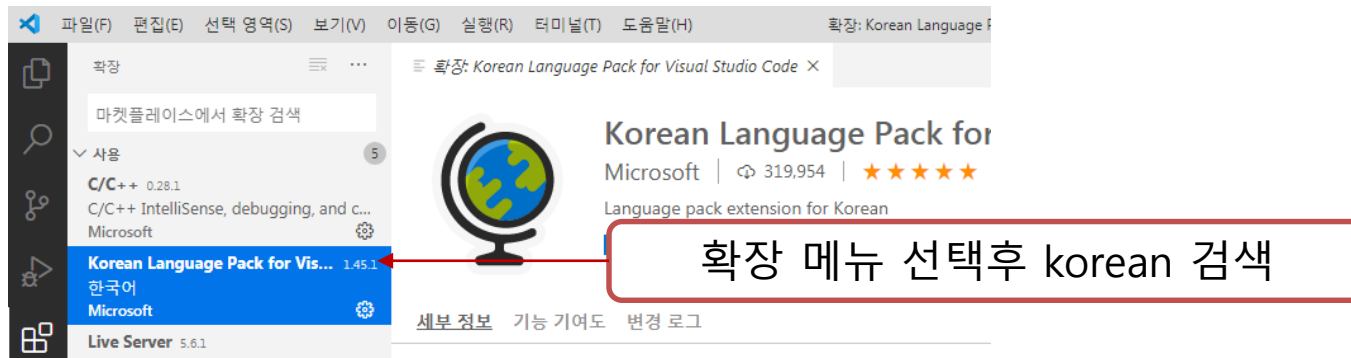 파일(F) 편집(E) 선택 영역(S) 보기(V) 이동(G) 실행(R) 터미널(T) 도움말(H) 확장: Korean Language
확장
확장: Korean Language Pack for Visual Studio Code
마켓플레이스에서 확장 검색
사용 5
C/C++ 0.28.1
C/C++ IntelliSense, debugging, and c...
Microsoft
Korean Language Pack for Vis... 1.45.1
한국어
Microsoft
Live Server 5.6.1
Korean Language Pack for
Microsoft 319,954
Language pack extension for Korean
확장 메뉴 선택후 korean 검색
세부 정보 기능 기여도 변경 로그